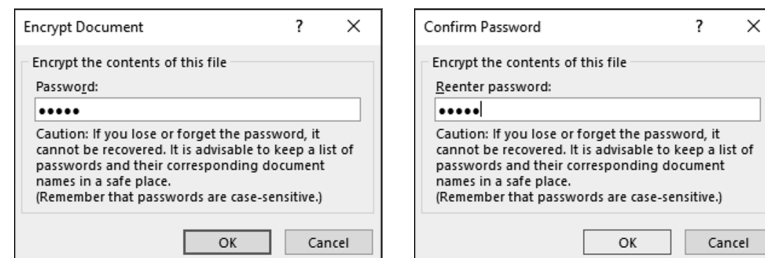 Encrypt Document ? ×
Encrypt the contents of this file
Password:
●●●●●
Caution: If you lose or forget the password, it
cannot be recovered. It is advisable to keep a list of
passwords and their corresponding document
names in a safe place.
(Remember that passwords are case-sensitive.)
OK Cancel
Confirm Password ? ×
Encrypt the contents of this file
Reenter password:
●●●●●
Caution: If you lose or forget the password, it
cannot be recovered. It is advisable to keep a list of
passwords and their corresponding document
names in a safe place.
(Remember that passwords are case-sensitive.)
OK Cancel